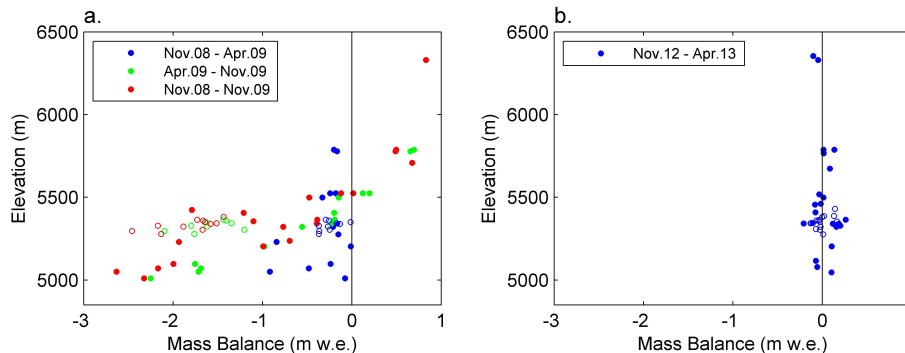 a.
6500
6000
5500
5000
Elevation (m)
Nov.08 - Apr.09
Apr.09 - Nov.09
Nov.08 - Nov.09
-3
-2
-1
0
1
Mass Balance (m w.e.)
b.
6500
6000
5500
5000
Elevation (m)
Nov.12 - Apr.13
-3
-2
-1
0
Mass Balance (m w.e.)